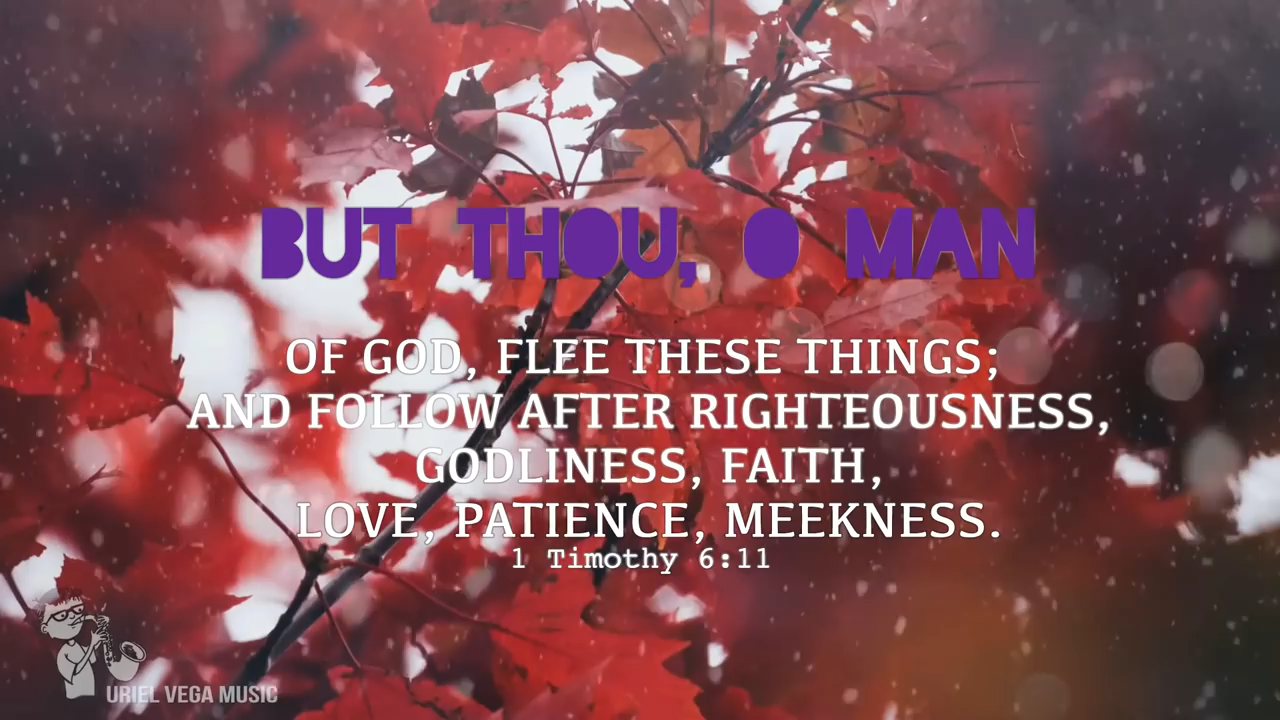 BUT THOU, O MAN
OF GOD, FLEE THESE THINGS;
AND FOLLOW AFTER RIGHTEOUSNESS,
GODLINESS, FAITH,
LOVE, PATIENCE, MEEKNESS.
1 Timothy 6:11
URIEL VEGA MUSIC